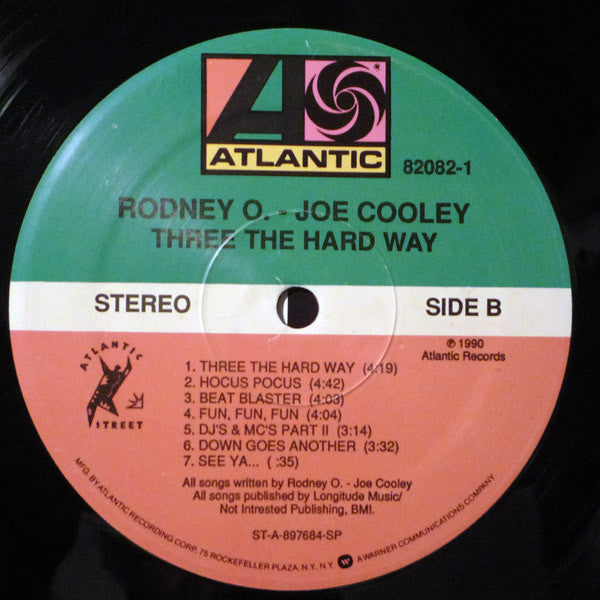 ATLANTIC
82082-1
RODNEY O. - JOE COOLEY
THREE THE HARD WAY
STEREO
SIDE B
℗ 1990
Atlantic Records
ATLANTIC
STREET
1. THREE THE HARD WAY (4:19)
2. HOCUS POCUS (4:42)
3. BEAT BLASTER (4:03)
4. FUN, FUN, FUN (4:04)
5. DJ'S & MC'S PART II (3:14)
6. DOWN GOES ANOTHER (3:32)
7. SEE YA... ( :35)
All songs written by Rodney O. - Joe Cooley
All songs published by Longitude Music/
Not Intrested Publishing, BMI.
ST-A-897684-SP
MFG. BY ATLANTIC RECORDING CORP. 75 ROCKEFELLER PLAZA, N.Y. N.Y. A WARNER COMMUNICATIONS COMPANY